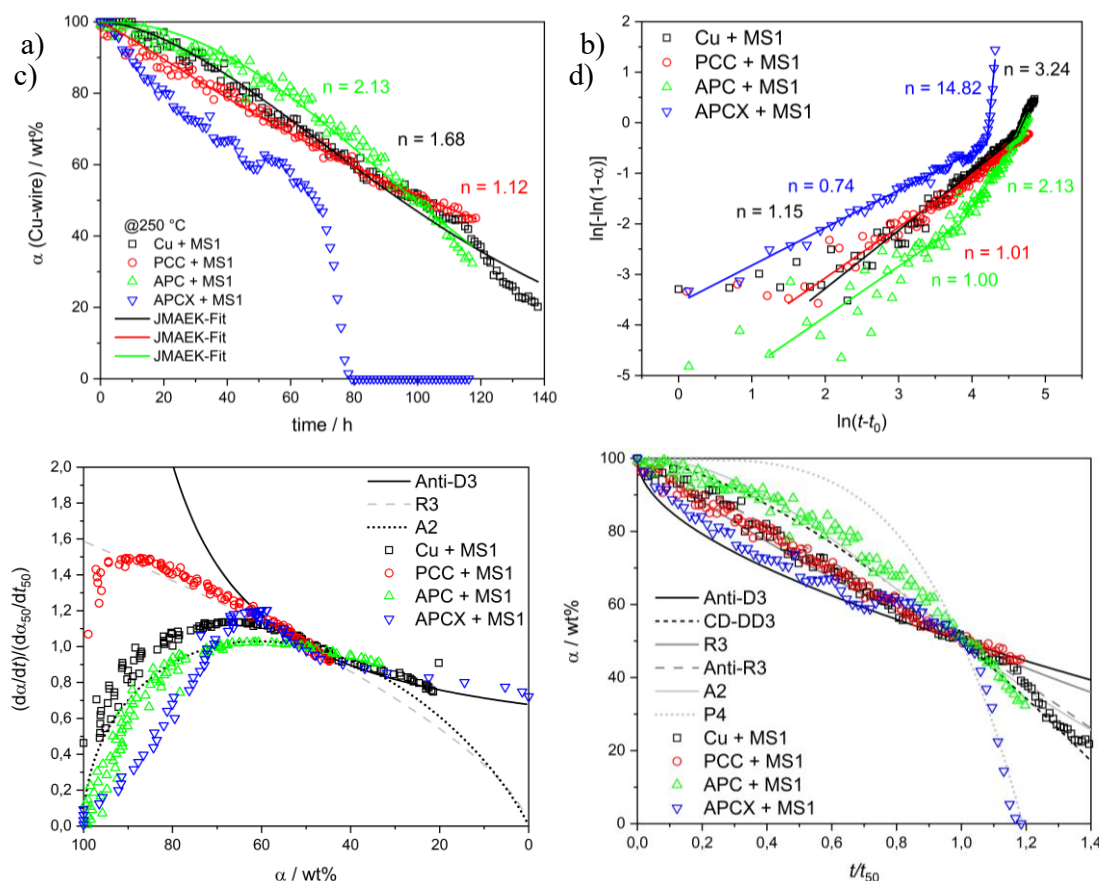 a)
c)
α (Cu-wire) / wt%
100
80
60
40
20
0
n = 2.13
n = 1.68
n = 1.12
@250 °C
Cu + MS1
PCC + MS1
APC + MS1
APCX + MS1
JMAEK-Fit
JMAEK-Fit
JMAEK-Fit
0 20 40 60 80 100 120 140
time / h
b)
d)
ln[-ln(1-α)]
2
1
0
-1
-2
-3
-4
-5
Cu + MS1
PCC + MS1
APC + MS1
APCX + MS1
n = 3.24
n = 14.82
n = 0.74
n = 2.13
n = 1.15
n = 1.01
n = 1.00
0 1 2 3 4 5
ln(t-t₀)
(dα/dt)/(dα₅₀/dt₅₀)
2,0
1,8
1,6
1,4
1,2
1,0
0,8
0,6
0,4
0,2
0,0
Anti-D3
R3
A2
Cu + MS1
PCC + MS1
APC + MS1
APCX + MS1
100 80 60 40 20 0
α / wt%
α / wt%
100
80
60
40
20
0
Anti-D3
CD-DD3
R3
Anti-R3
A2
P4
Cu + MS1
PCC + MS1
APC + MS1
APCX + MS1
0,0 0,2 0,4 0,6 0,8 1,0 1,2 1,4
t/t₅₀